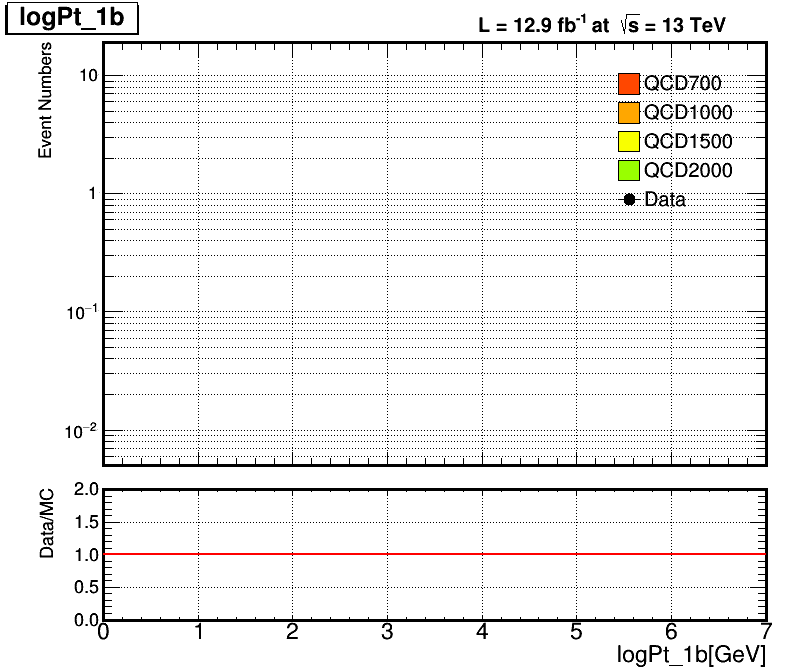 logPt_1b
L = 12.9 fb⁻¹ at √s = 13 TeV
Event Numbers
10
1
10⁻¹
10⁻²
QCD700
QCD1000
QCD1500
QCD2000
Data
Data/MC
2.0
1.5
1.0
0.5
0.0
0 1 2 3 4 5 6 7
logPt_1b[GeV]